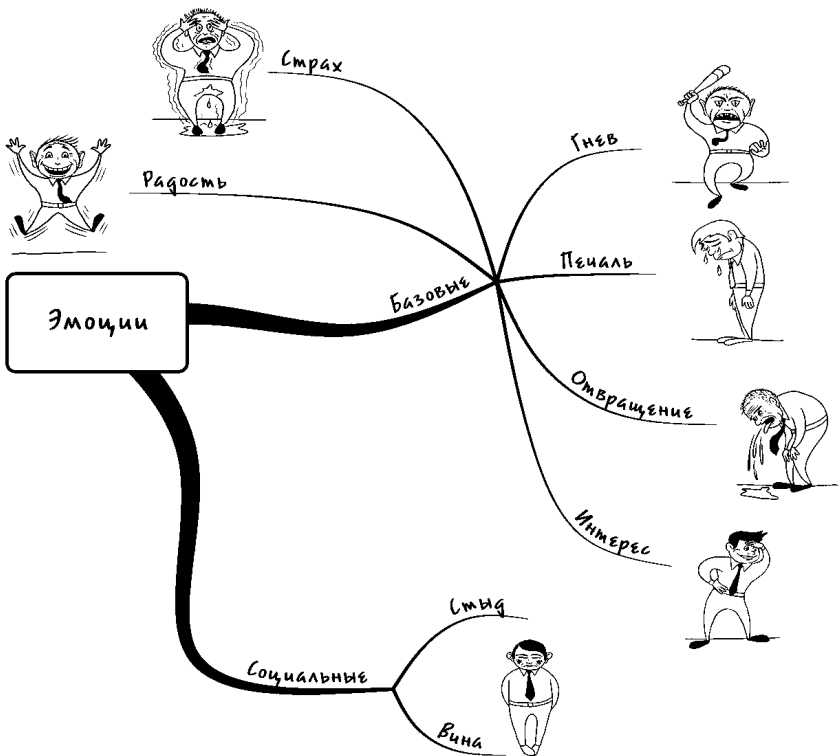 Страх
Гнев
Радость
Печаль
Базовые
Эмоции
Отвращение
Интерес
Стыд
Социальные
Вина